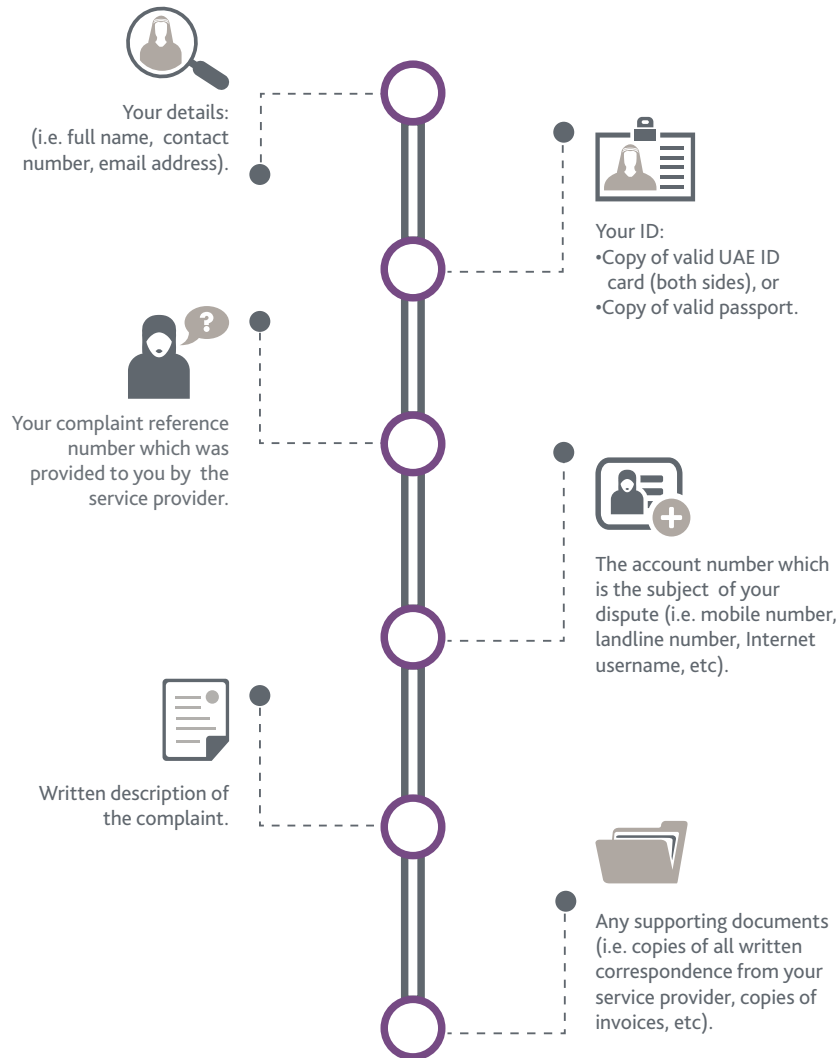 Your details:
(i.e. full name, contact
number, email address).
Your ID:
•Copy of valid UAE ID
card (both sides), or
•Copy of valid passport.
?
Your complaint reference
number which was
provided to you by the
service provider.
The account number which
is the subject of your
dispute (i.e. mobile number,
landline number, Internet
username, etc).
Written description of
the complaint.
Any supporting documents
(i.e. copies of all written
correspondence from your
service provider, copies of
invoices, etc).